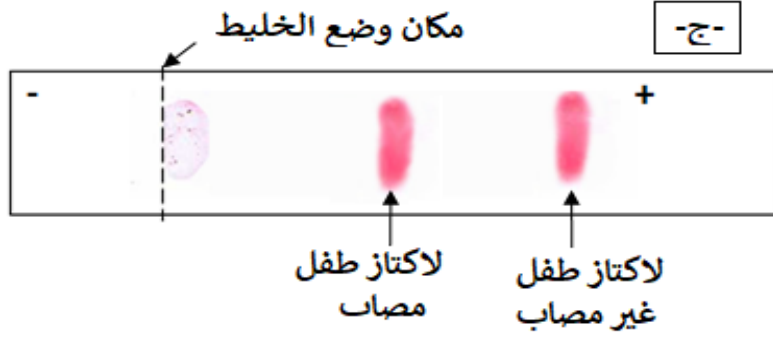 -ج-
مكان وضع الخليط
- +
لاكتاز طفل غير مصاب
لاكتاز طفل مصاب